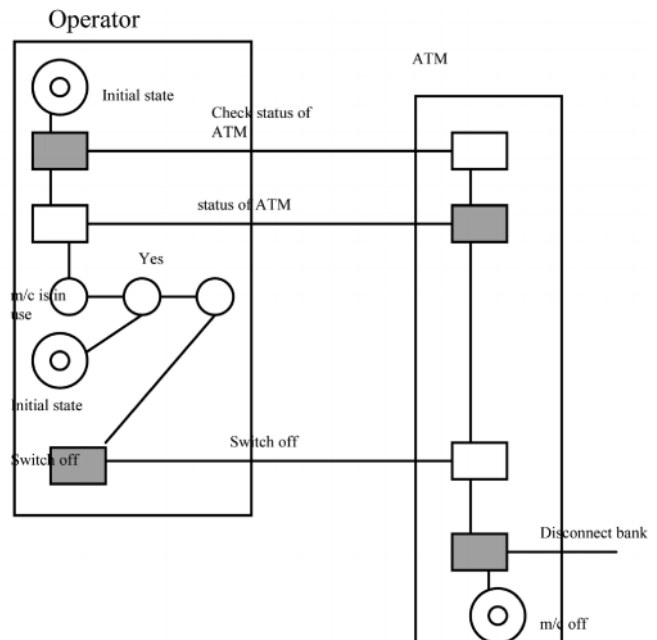 Operator
ATM
Initial state
Check status of
ATM
status of ATM
Yes
m/c is in
use
Initial state
Switch off
Switch off
Disconnect bank
m/c off